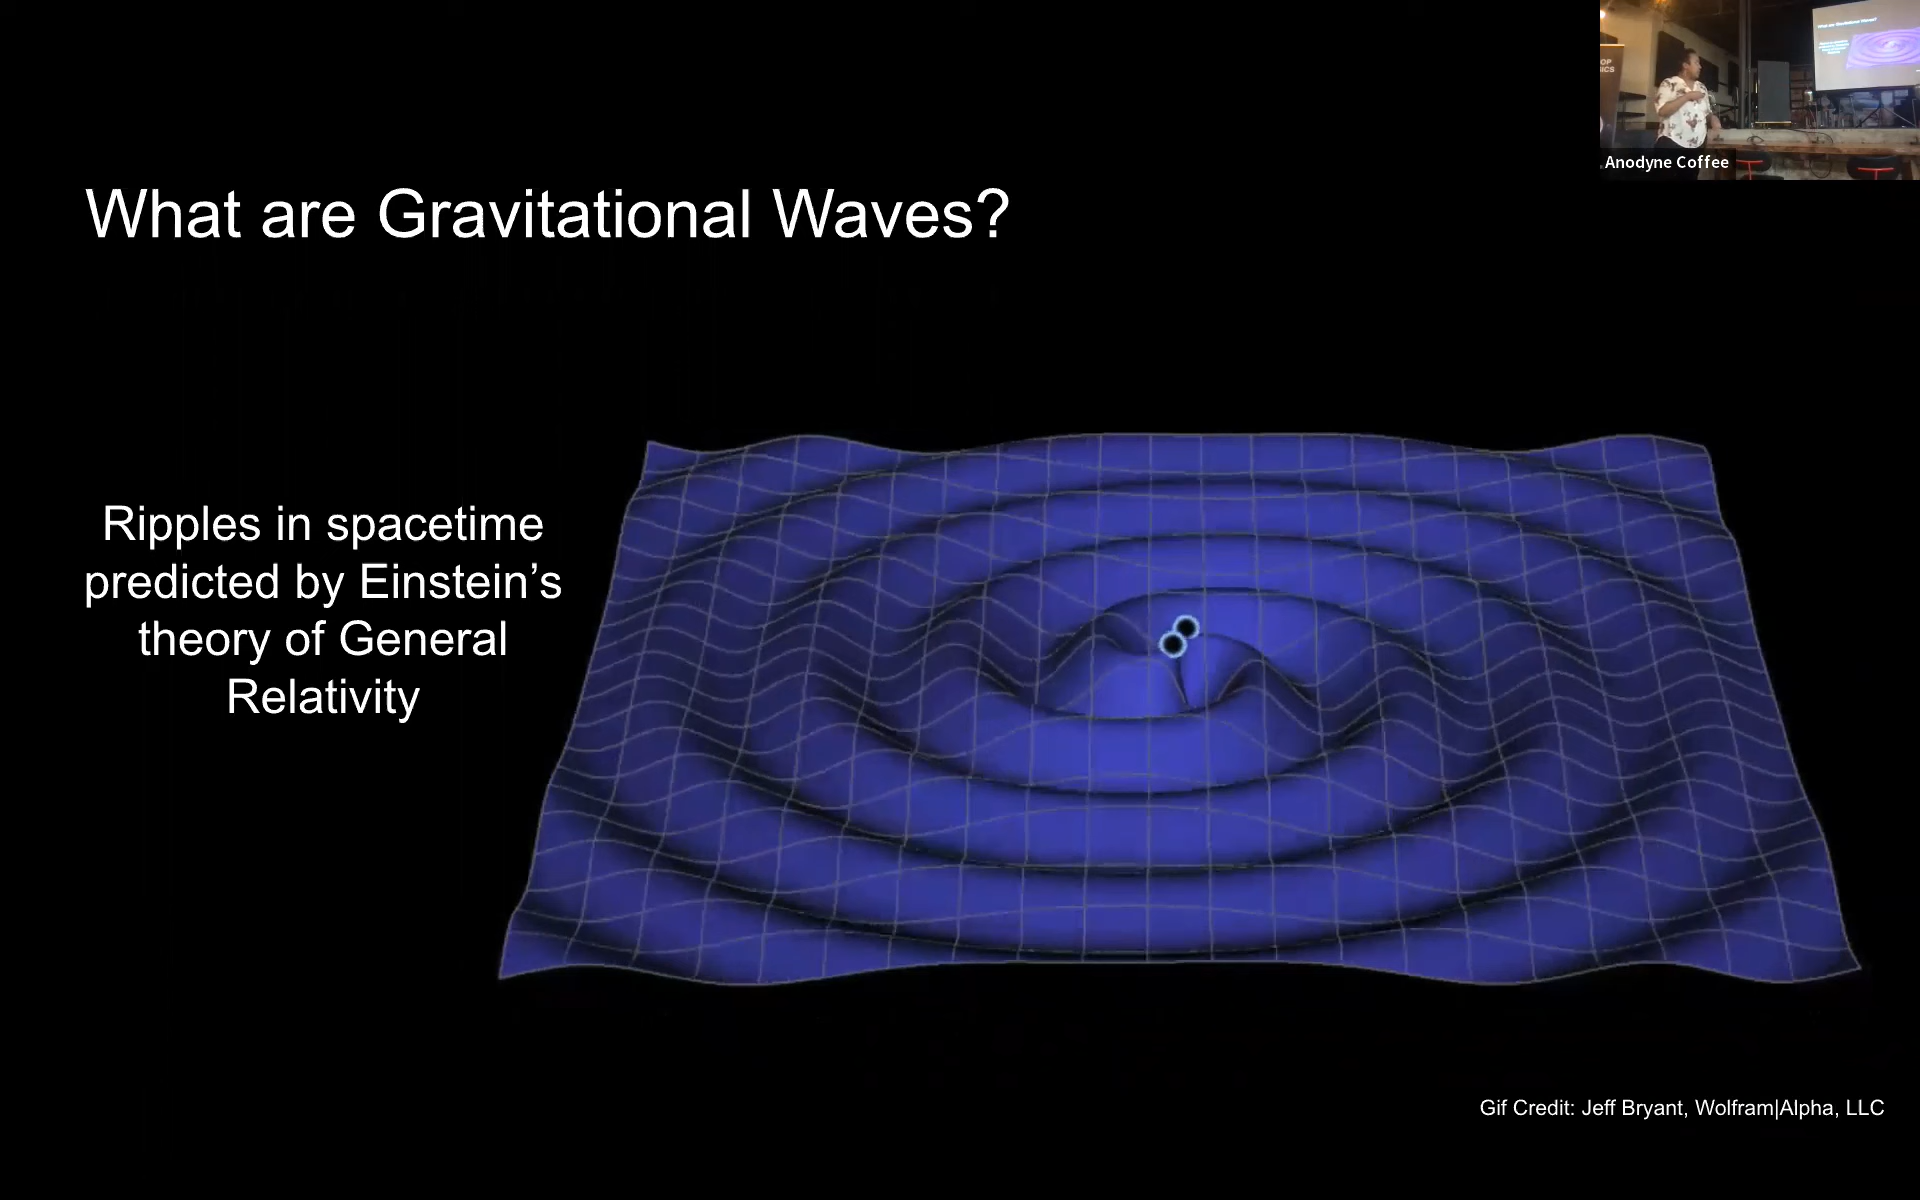 What are Gravitational Waves?
Ripples in spacetime
predicted by Einstein’s
theory of General
Relativity
Anodyne Coffee
Gif Credit: Jeff Bryant, Wolfram|Alpha, LLC